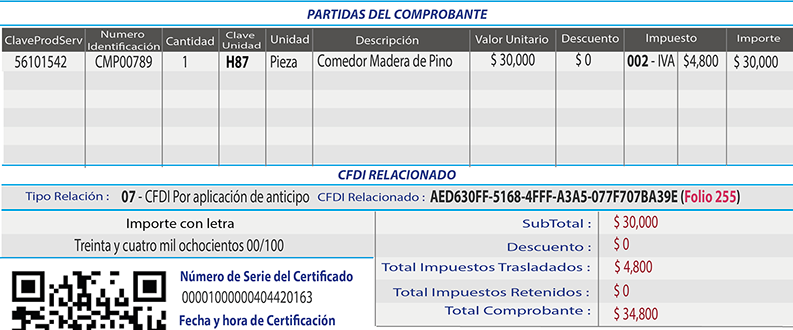 PARTIDAS DEL COMPROBANTE
ClaveProdServ Número Identificación Cantidad Clave Unidad Unidad Descripción Valor Unitario Descuento Impuesto Importe
56101542 CMP00789 1 H87 Pieza Comedor Madera de Pino $ 30,000 $ 0 002 - IVA $4,800 $ 30,000
CFDI RELACIONADO
Tipo Relación : 07 - CFDI Por aplicación de anticipo CFDI Relacionado : AED630FF-5168-4FFF-A3A5-077F707BA39E (Folio 255)
Importe con letra
Treinta y cuatro mil ochocientos 00/100
SubTotal : $ 30,000
Descuento : $ 0
Total Impuestos Trasladados : $ 4,800
Total Impuestos Retenidos : $ 0
Total Comprobante : $ 34,800
Número de Serie del Certificado
00001000000404420163
Fecha y hora de Certificación